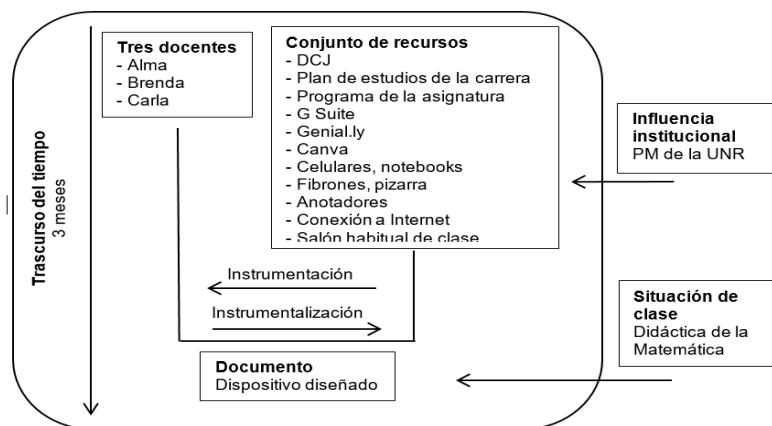 Tres docentes
- Alma
- Brenda
- Carla
Conjunto de recursos
- DCJ
- Plan de estudios de la carrera
- Programa de la asignatura
- G Suite
- Genial.ly
- Canva
- Celulares, notebooks
- Fibrones, pizarra
- Anotadores
- Conexión a Internet
- Salón habitual de clase
Influencia
institucional
PM de la UNR
Trascurso del tiempo
3 meses
Instrumentación
Instrumentalización
Situación de
clase
Didáctica de la
Matemática
Documento
Dispositivo diseñado